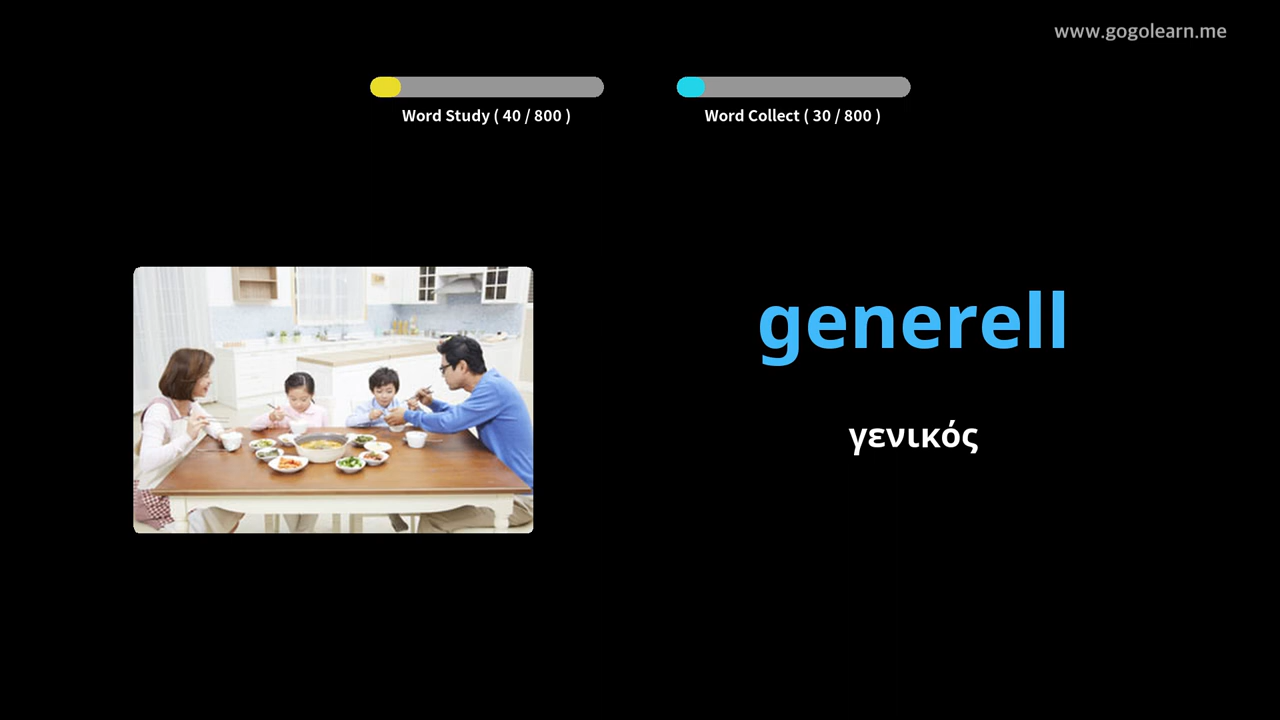 www.gogolearn.me
Word Study ( 40 / 800 )
Word Collect ( 30 / 800 )
generell
γενικός